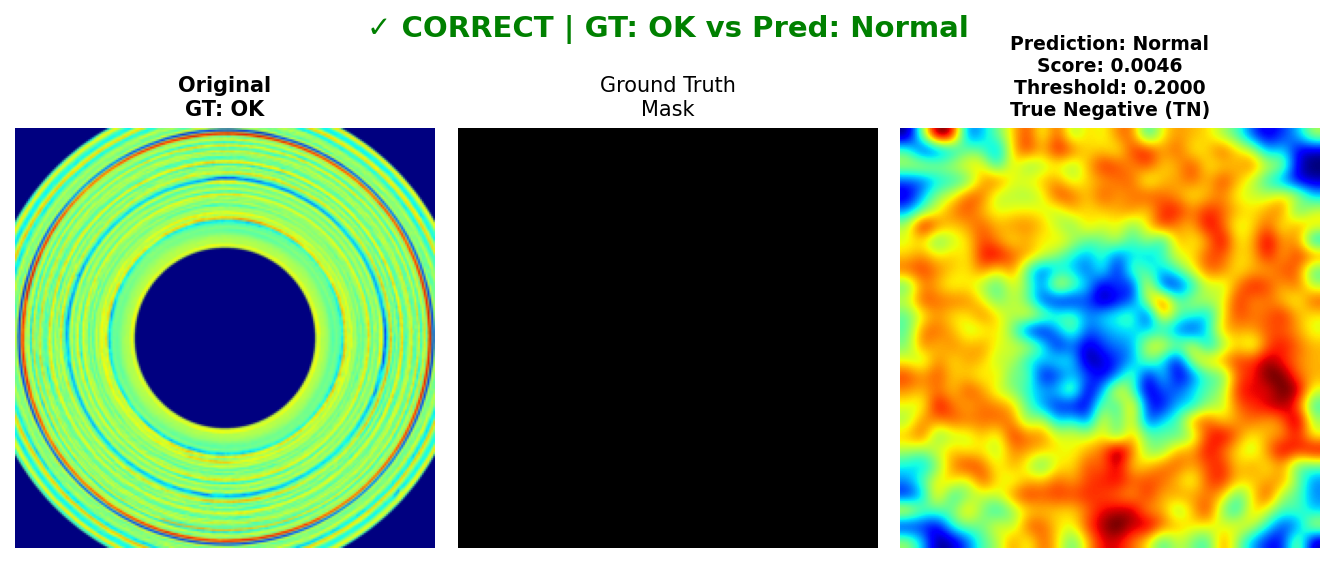 ✓ CORRECT | GT: OK vs Pred: Normal
Original
GT: OK
Ground Truth
Mask
Prediction: Normal
Score: 0.0046
Threshold: 0.2000
True Negative (TN)